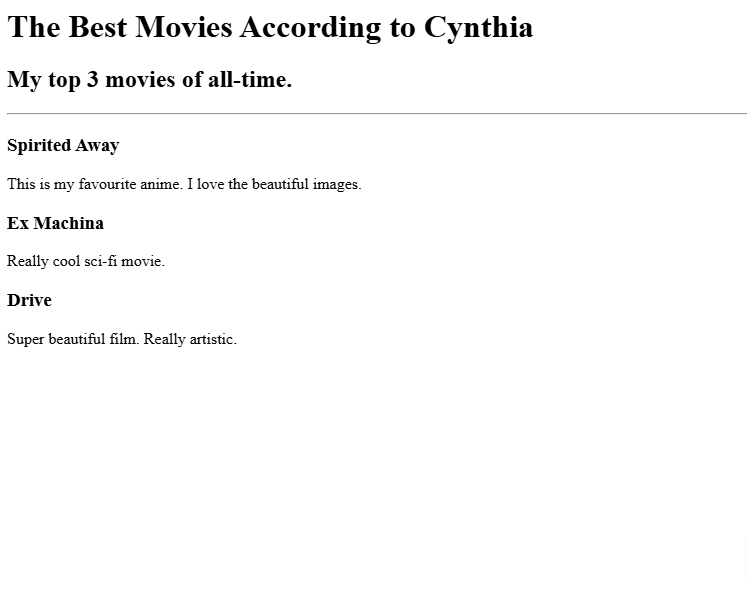 The Best Movies According to Cynthia
My top 3 movies of all-time.
Spirited Away
This is my favourite anime. I love the beautiful images.
Ex Machina
Really cool sci-fi movie.
Drive
Super beautiful film. Really artistic.